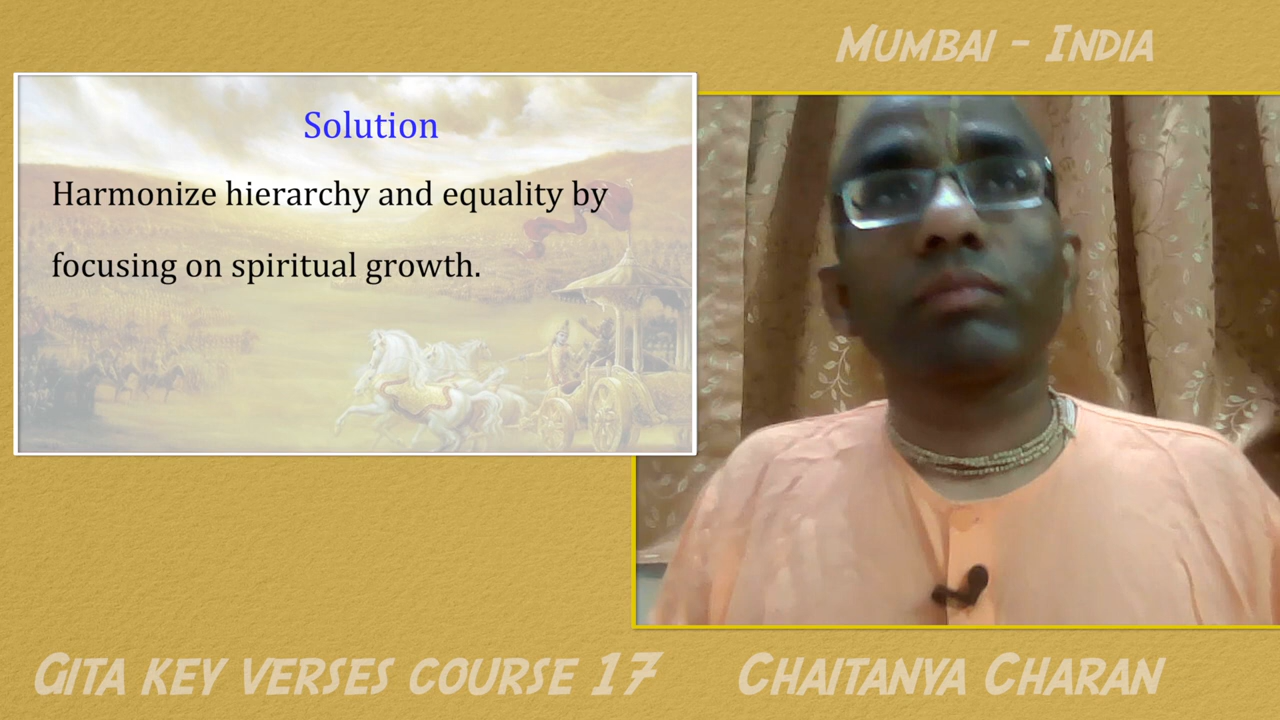 Mumbai - India
Solution
Harmonize hierarchy and equality by
focusing on spiritual growth.
Gita key verses course 17
Chaitanya Charan